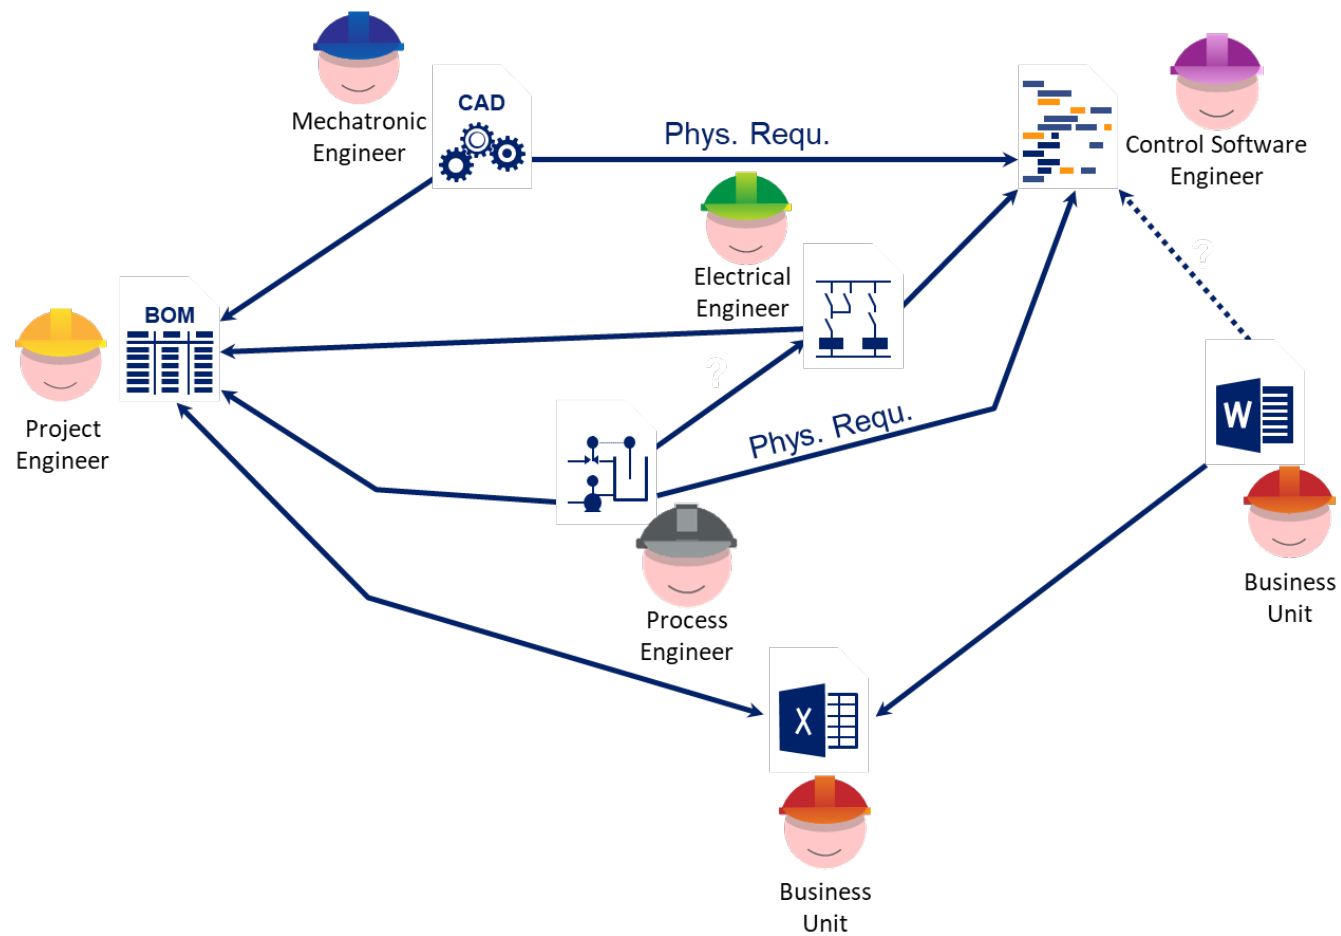 CAD
Mechatronic
Engineer
Phys. Requ.
Control Software
Engineer
Electrical
Engineer
?
BOM
?
W
Project
Engineer
Phys. Requ.
Business
Unit
Process
Engineer
X
Business
Unit